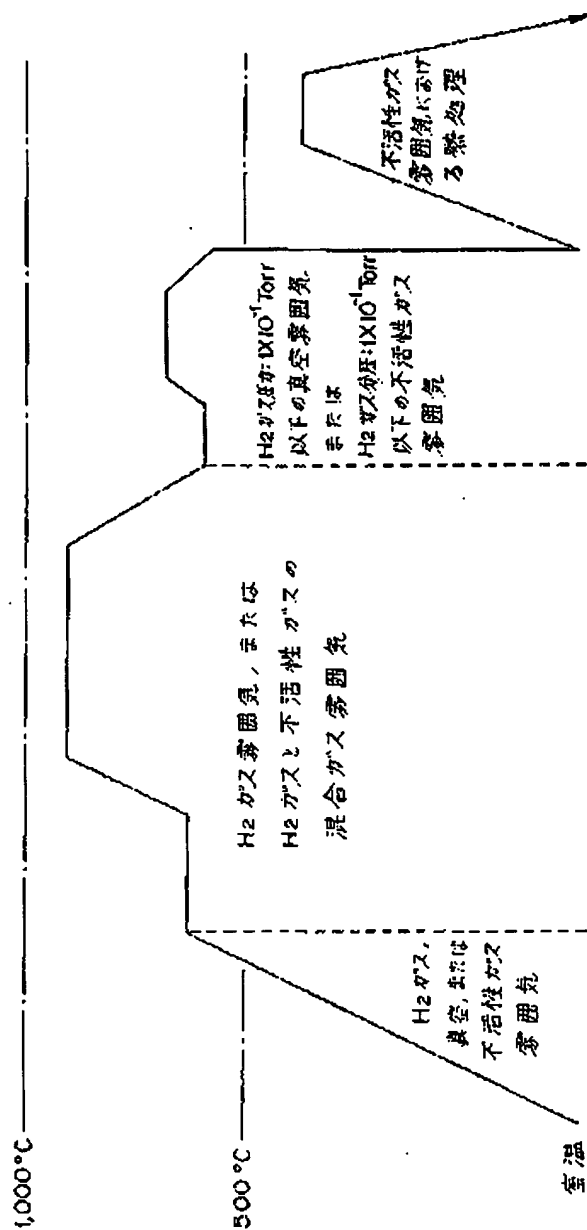 1,000°C
500°C
室温
H2ガス,
真空,または
不活性ガス
雰囲気
H2ガス雰囲気,または
H2ガスと不活性ガスの
混合ガス雰囲気
H2ガス圧力:1X10⁻¹Torr
以下の真空雰囲気
または
H2ガス分圧:1X10⁻¹Torr
以下の不活性ガス
雰囲気
不活性ガス
雰囲気におけ
る熱処理